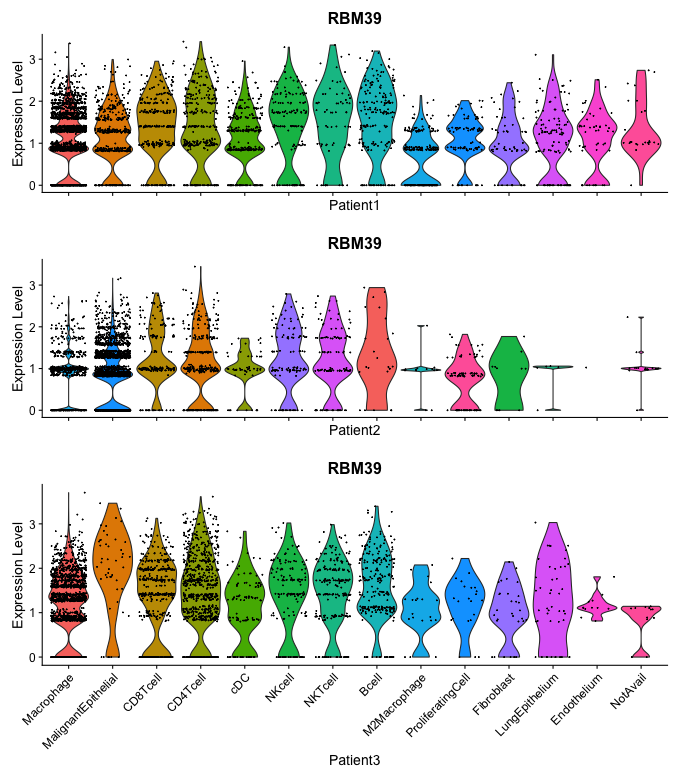 RBM39
Expression Level
3
2
1
0
Patient1
RBM39
Expression Level
3
2
1
0
Patient2
RBM39
Expression Level
3
2
1
0
Macrophage
MalignantEpithelial
CD8Tcell
CD4Tcell
cDC
NKcell
NKTcell
Bcell
M2Macrophage
ProliferatingCell
Fibroblast
LungEpithelium
Endothelium
NotAvail
Patient3